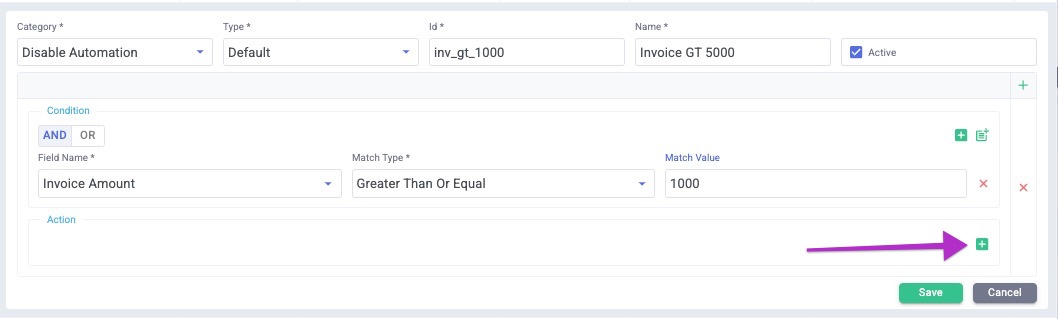 Category * Type * Id * Name *
Disable Automation Default inv_gt_1000 Invoice GT 5000 Active
Condition
AND OR
Field Name * Match Type * Match Value
Invoice Amount Greater Than Or Equal 1000
Action
Save Cancel